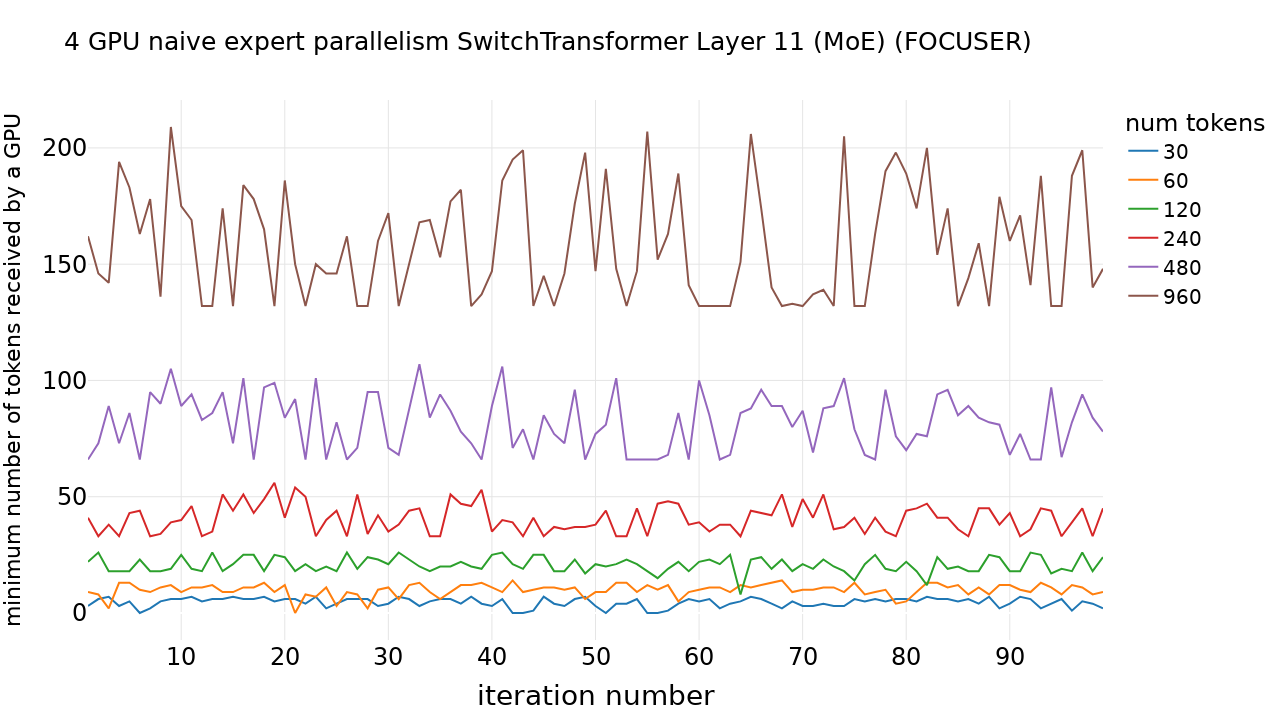 4 GPU naive expert parallelism SwitchTransformer Layer 11 (MoE) (FOCUSER)
minimum number of tokens received by a GPU
200
150
100
50
0
10 20 30 40 50 60 70 80 90
iteration number
num tokens
30
60
120
240
480
960